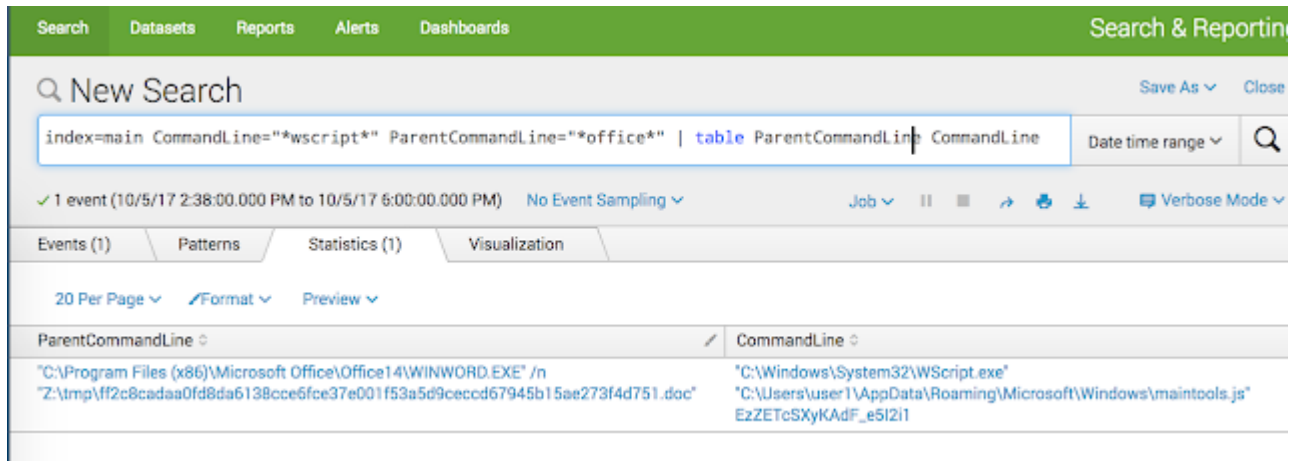 Search Datasets Reports Alerts Dashboards Search & Reporting
New Search Save As Close
index=main CommandLine="*wscript*" ParentCommandLine="*office*" | table ParentCommandLine CommandLine Date time range
1 event (10/5/17 2:38:00.000 PM to 10/5/17 6:00:00.000 PM) No Event Sampling Job Verbose Mode
Events (1) Patterns Statistics (1) Visualization
20 Per Page Format Preview
ParentCommandLine CommandLine
"C:\Program Files (x86)\Microsoft Office\Office14\WINWORD.EXE" /n "C:\Windows\System32\WScript.exe"
"Z:\tmp\ff2c8cadaa0fd8da6138cce6fce37e001f53a5d9ceccd67945b15ae273f4d751.doc" "C:\Users\user1\AppData\Roaming\Microsoft\Windows\maintools.js"
EzZETcSXyKAdF_e5I2i1